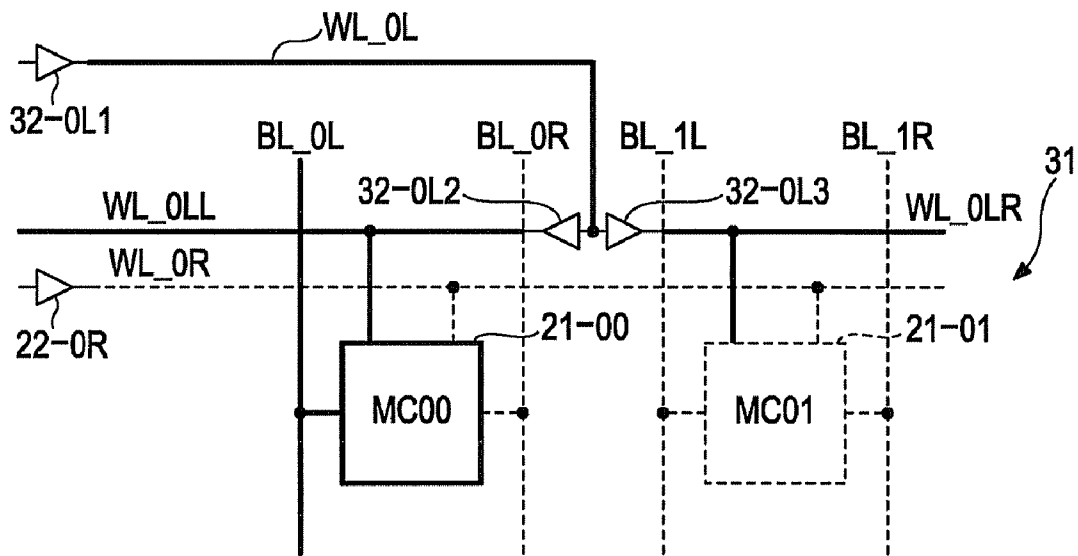 WL_0L
32-0L1
BL_0L
BL_0R
BL_1L
BL_1R
31
32-0L2
32-0L3
WL_0LL
WL_0LR
WL_0R
22-0R
21-00
21-01
MC00
MC01